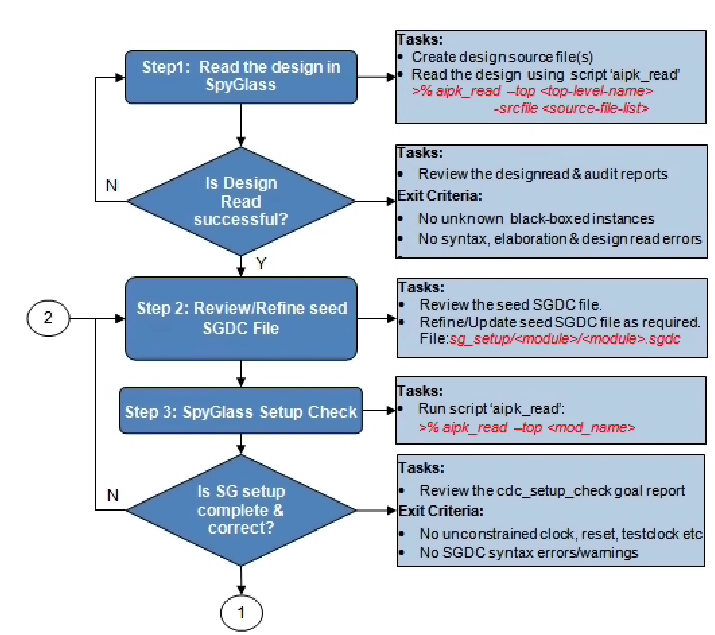 Step1: Read the design in
SpyGlass
Tasks:
• Create design source file(s)
• Read the design using script 'aipk_read'
>% aipk_read –top <top-level-name>
-srcfile <source-file-list>
N
Is Design
Read
successful?
Tasks:
• Review the designread & audit reports
Exit Criteria:
• No unknown black-boxed instances
• No syntax, elaboration & design read errors
Y
2
Step 2: Review/Refine seed
SGDC File
Tasks:
• Review the seed SGDC file.
• Refine/Update seed SGDC file as required.
File:sg_setup/<module>/<module>.sgdc
Step 3: SpyGlass Setup Check
Tasks:
• Run script 'aipk_read':
>% aipk_read –top <mod_name>
N
Is SG setup
complete &
correct?
Tasks:
• Review the cdc_setup_check goal report
Exit Criteria:
• No unconstrained clock, reset, testclock etc
• No SGDC syntax errors/warnings
1